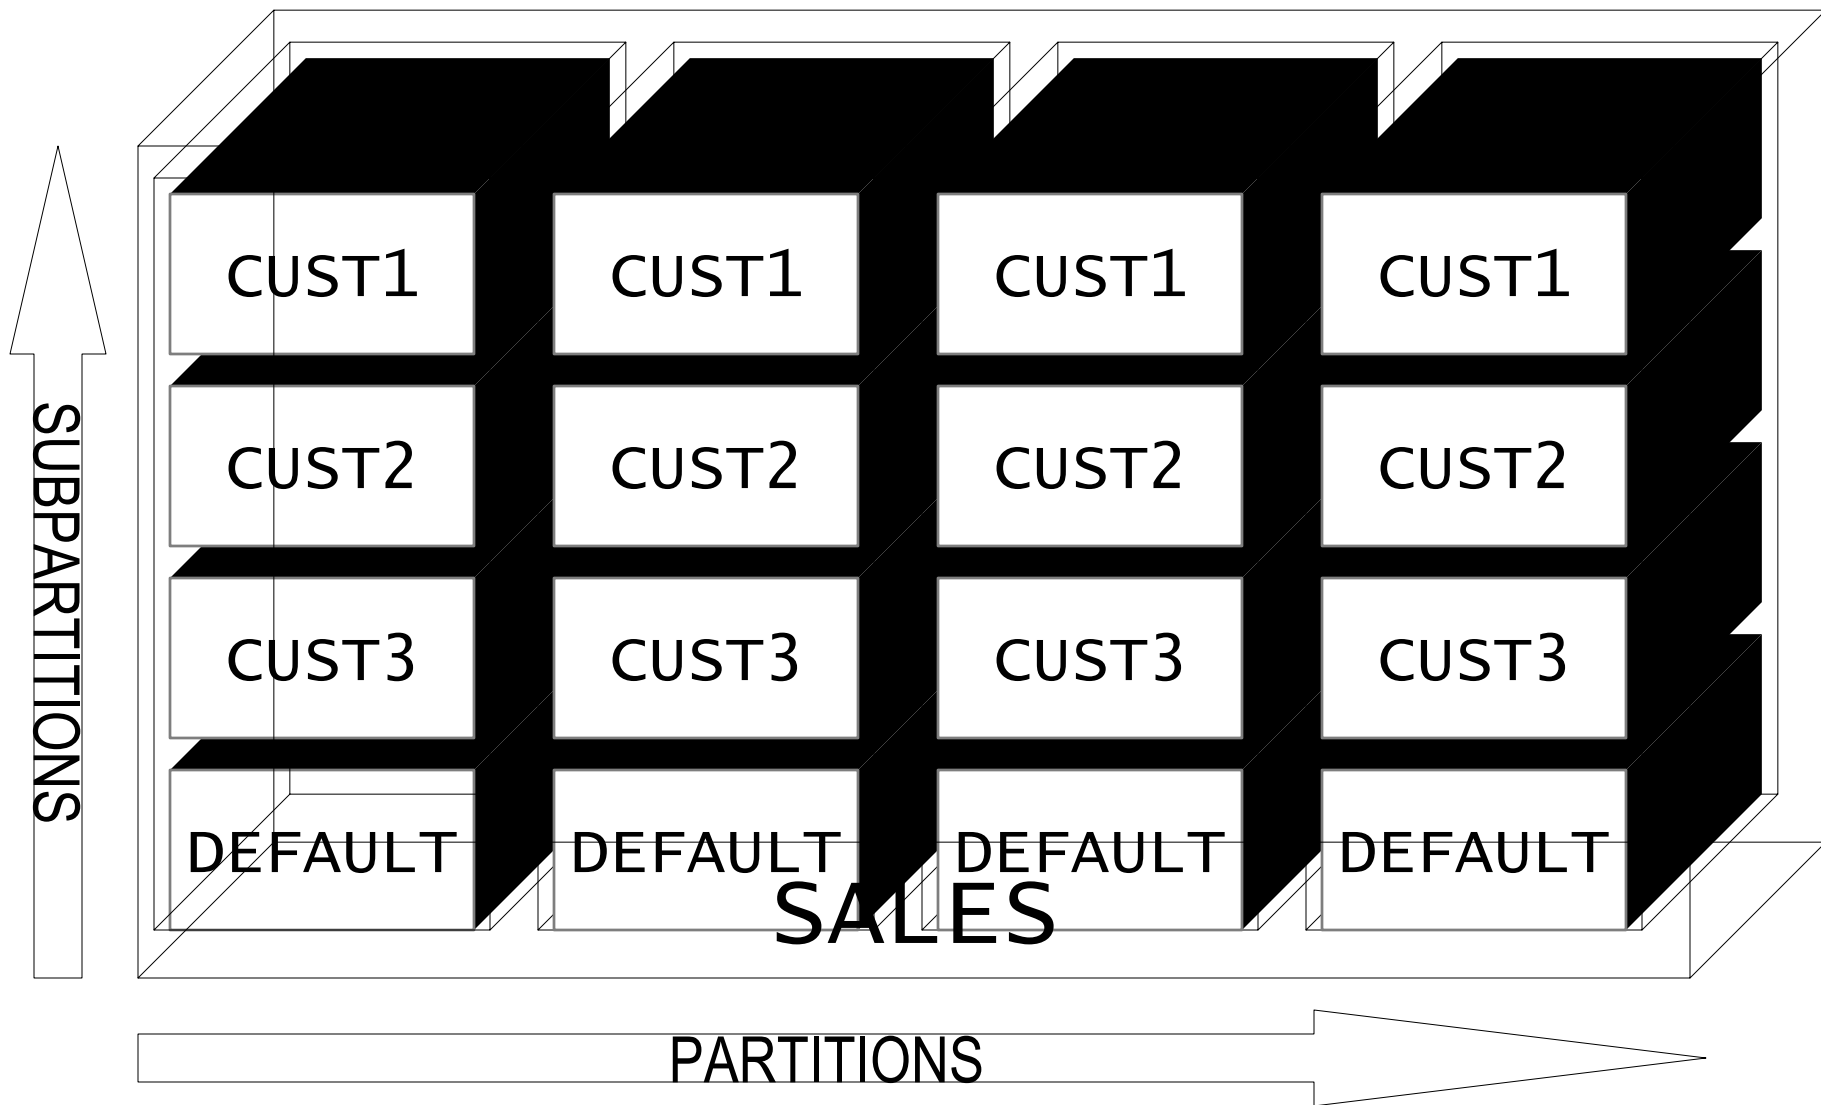 CUST1 CUST1 CUST1 CUST1
CUST2 CUST2 CUST2 CUST2
SUBPARTITIONS
CUST3 CUST3 CUST3 CUST3
DEFAULT DEFAULT DEFAULT DEFAULT
SALES
PARTITIONS